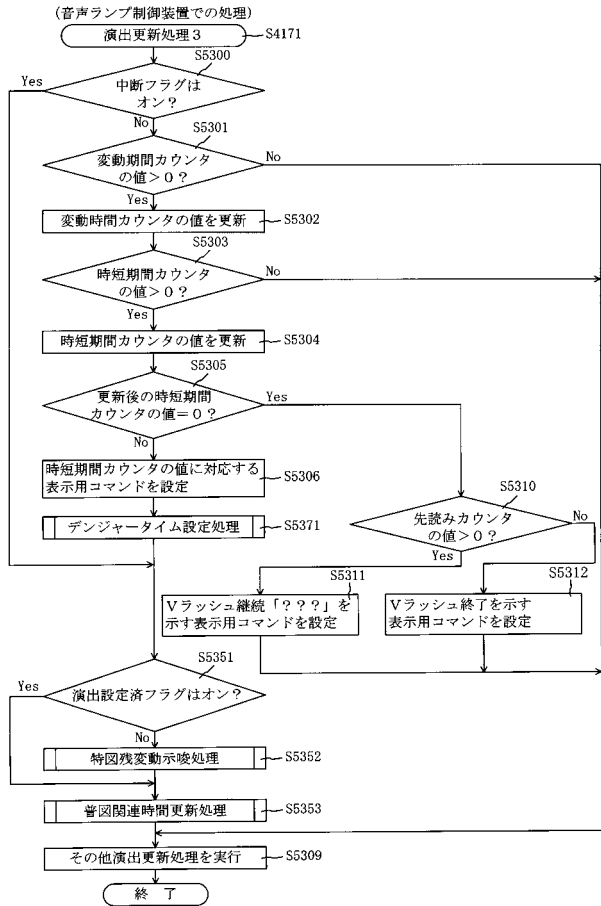 (音声ランプ制御装置での処理)
演出更新処理3
S4171
S5300
Yes
中断フラグは
オン?
No
S5301
変動期間カウンタ
の値>0?
No
Yes
変動時間カウンタの値を更新
S5302
S5303
時短期間カウンタ
の値>0?
No
Yes
時短期間カウンタの値を更新
S5304
S5305
更新後の時短期間
カウンタの値=0?
Yes
No
時短期間カウンタの値に対応する
表示用コマンドを設定
S5306
S5310
先読みカウンタ
の値>0?
No
Yes
デンジャータイム設定処理
S5371
S5311
Vラッシュ継続「???」を
示す表示用コマンドを設定
S5312
Vラッシュ終了を示す
表示用コマンドを設定
S5351
Yes
演出設定済フラグはオン?
No
特図残変動示唆処理
S5352
普図関連時間更新処理
S5353
その他演出更新処理を実行
S5309
終了